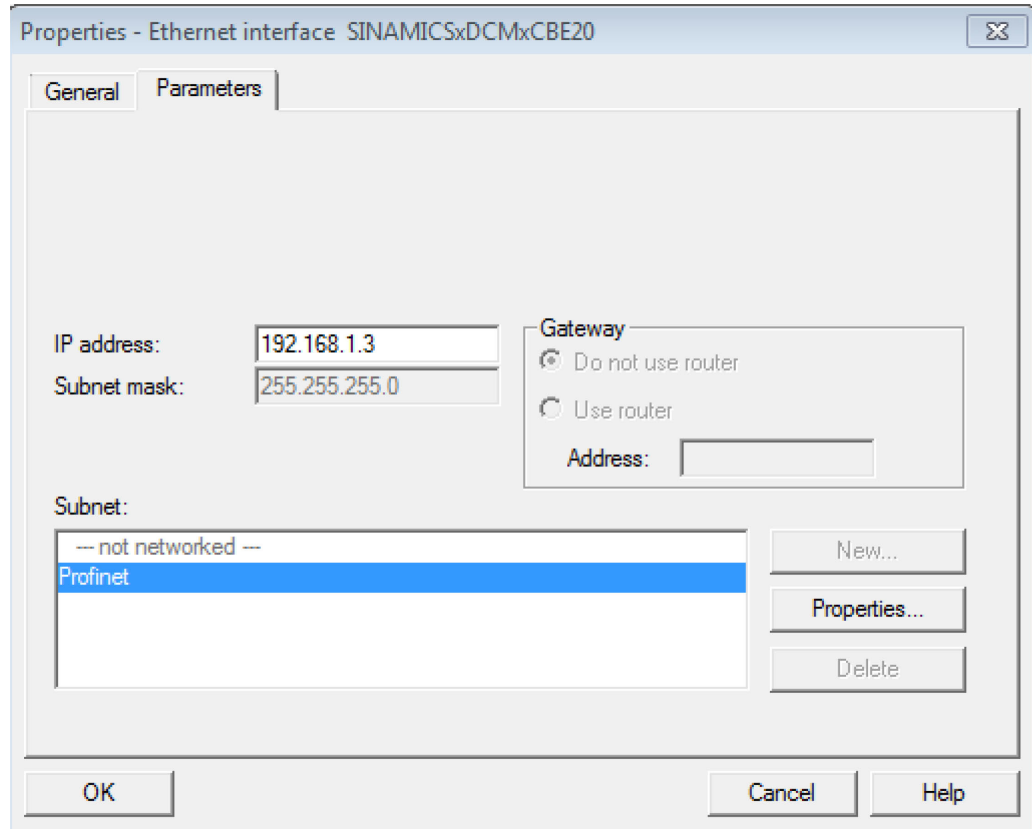 Properties - Ethernet interface SINAMICSxDCMxCBE20
General Parameters
IP address: 192.168.1.3
Subnet mask: 255.255.255.0
Gateway
Do not use router
Use router
Address:
Subnet:
--- not networked ---
Profinet
New...
Properties...
Delete
OK Cancel Help